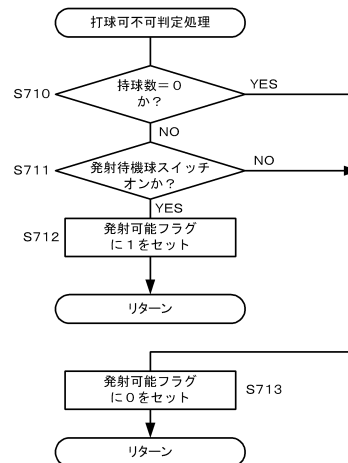 打球可不可判定処理
S710
持球数＝０
か？
YES
NO
S711
発射待機球スイッチ
オンか？
NO
YES
S712
発射可能フラグ
に１をセット
リターン
発射可能フラグ
に０をセット
S713
リターン